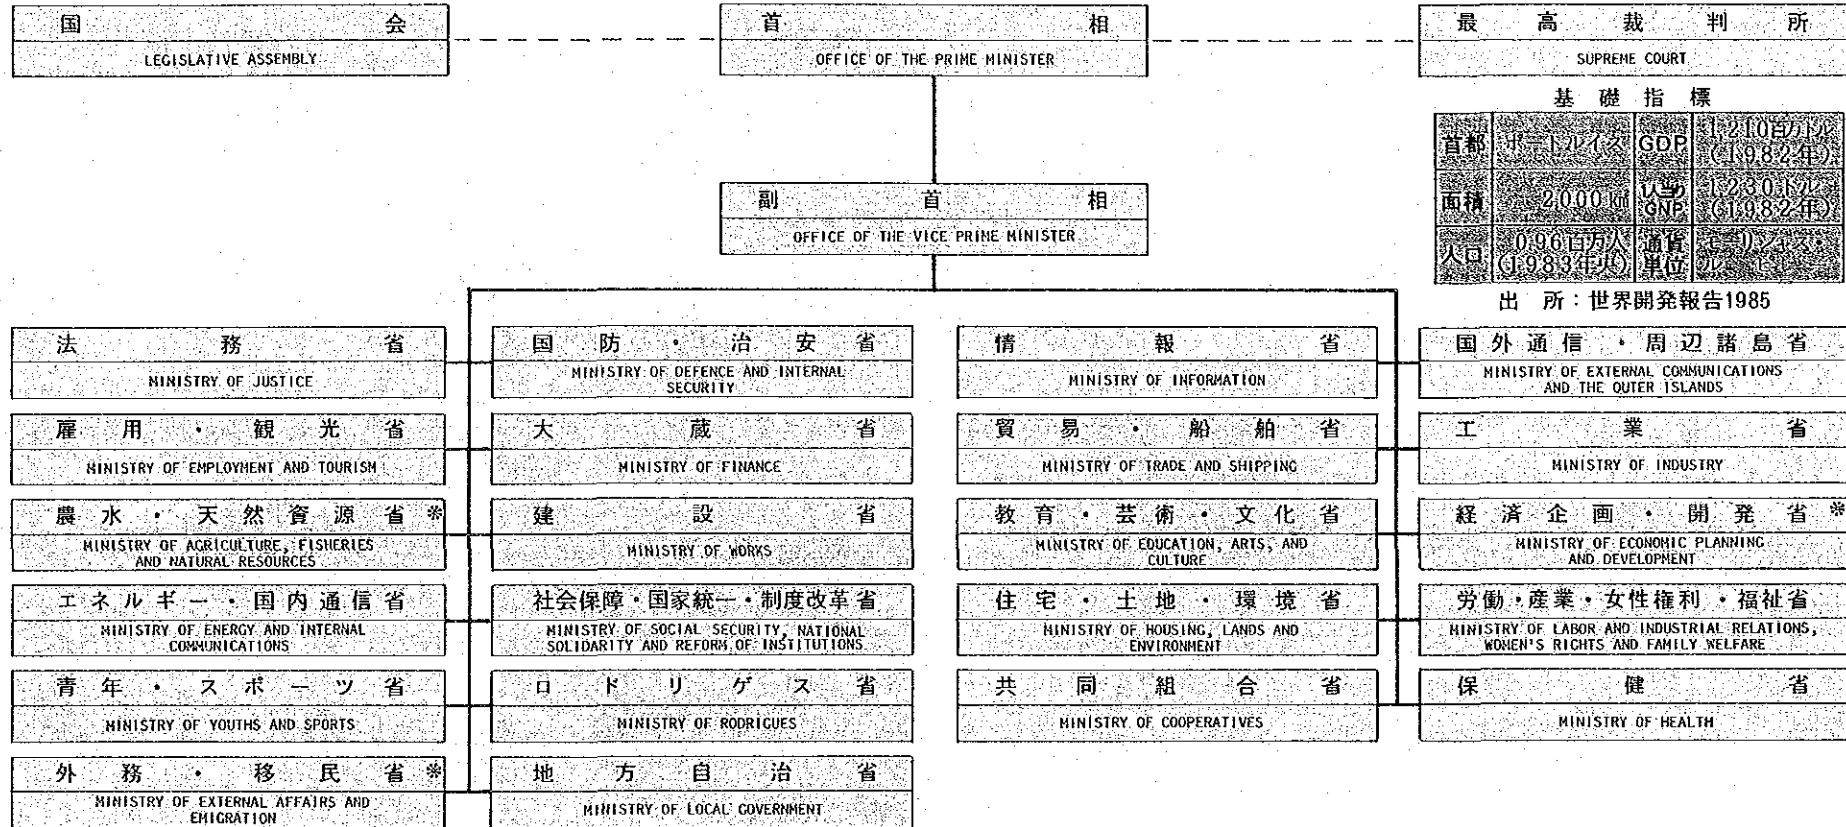 国会
LEGISLATIVE ASSEMBLY
首相
OFFICE OF THE PRIME MINISTER
最高裁判所
SUPREME COURT
基礎指標
首都 ポートルイス GDP 1,210百万ドル (1982年)
面積 2,000㎢ 1人当り GNP 1,230ドル (1982年)
人口 0.96百万人 (1983年央) 通貨単位 モーリシャス・ルーピー
出所:世界開発報告1985
副首相
OFFICE OF THE VICE PRIME MINISTER
法務省
MINISTRY OF JUSTICE
国防・治安省
MINISTRY OF DEFENCE AND INTERNAL
SECURITY
情報省
MINISTRY OF INFORMATION
国外通信・周辺諸島省
MINISTRY OF EXTERNAL COMMUNICATIONS
AND THE OUTER ISLANDS
雇用・観光省
MINISTRY OF EMPLOYMENT AND TOURISM
大蔵省
MINISTRY OF FINANCE
貿易・船舶省
MINISTRY OF TRADE AND SHIPPING
工業省
MINISTRY OF INDUSTRY
農水・天然資源省※
MINISTRY OF AGRICULTURE, FISHERIES
AND NATURAL RESOURCES
建設省
MINISTRY OF WORKS
教育・芸術・文化省
MINISTRY OF EDUCATION, ARTS, AND
CULTURE
経済企画・開発省※
MINISTRY OF ECONOMIC PLANNING
AND DEVELOPMENT
エネルギー・国内通信省
MINISTRY OF ENERGY AND INTERNAL
COMMUNICATIONS
社会保障・国家統一・制度改革省
MINISTRY OF SOCIAL SECURITY, NATIONAL
SOLIDARITY AND REFORM OF INSTITUTIONS
住宅・土地・環境省
MINISTRY OF HOUSING, LANDS AND
ENVIRONMENT
労働・産業・女性権利・福祉省
MINISTRY OF LABOR AND INDUSTRIAL RELATIONS,
WOMEN'S RIGHTS AND FAMILY WELFARE
青年・スポーツ省
MINISTRY OF YOUTHS AND SPORTS
ロドリゲス省
MINISTRY OF RODRIGUES
共同組合省
MINISTRY OF COOPERATIVES
保健省
MINISTRY OF HEALTH
外務・移民省※
MINISTRY OF EXTERNAL AFFAIRS AND
EMIGRATION
地方自治省
MINISTRY OF LOCAL GOVERNMENT